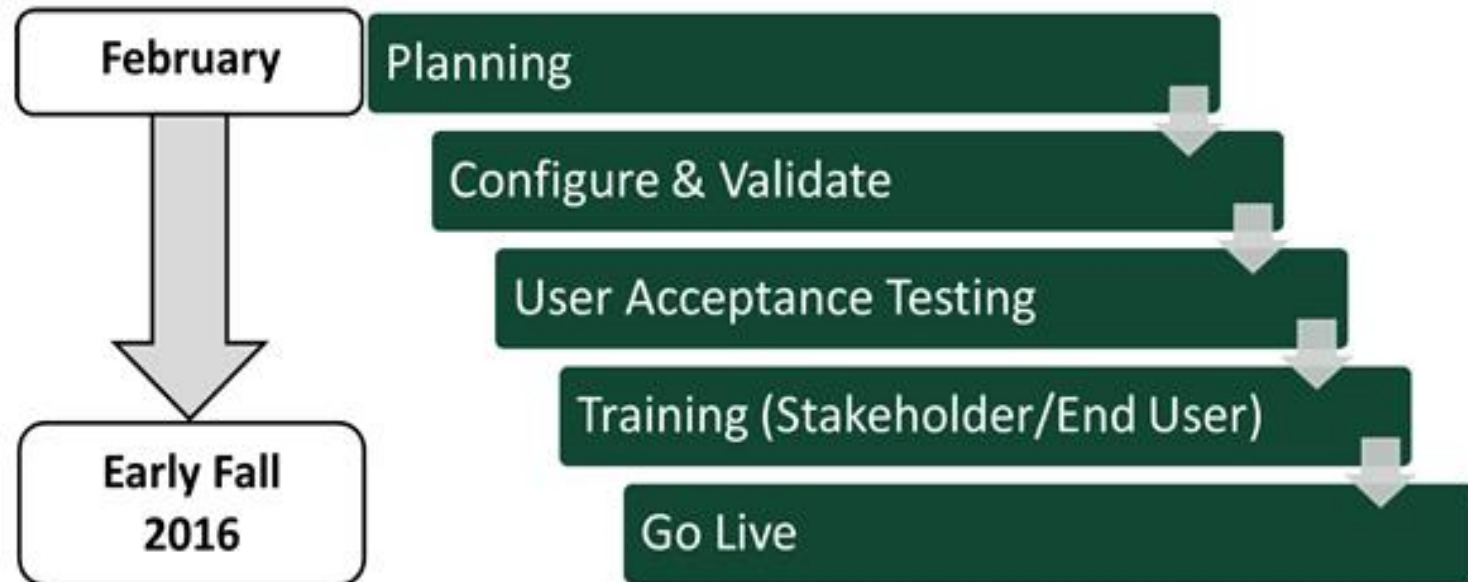 February
Planning
Configure & Validate
User Acceptance Testing
Training (Stakeholder/End User)
Early Fall
2016
Go Live